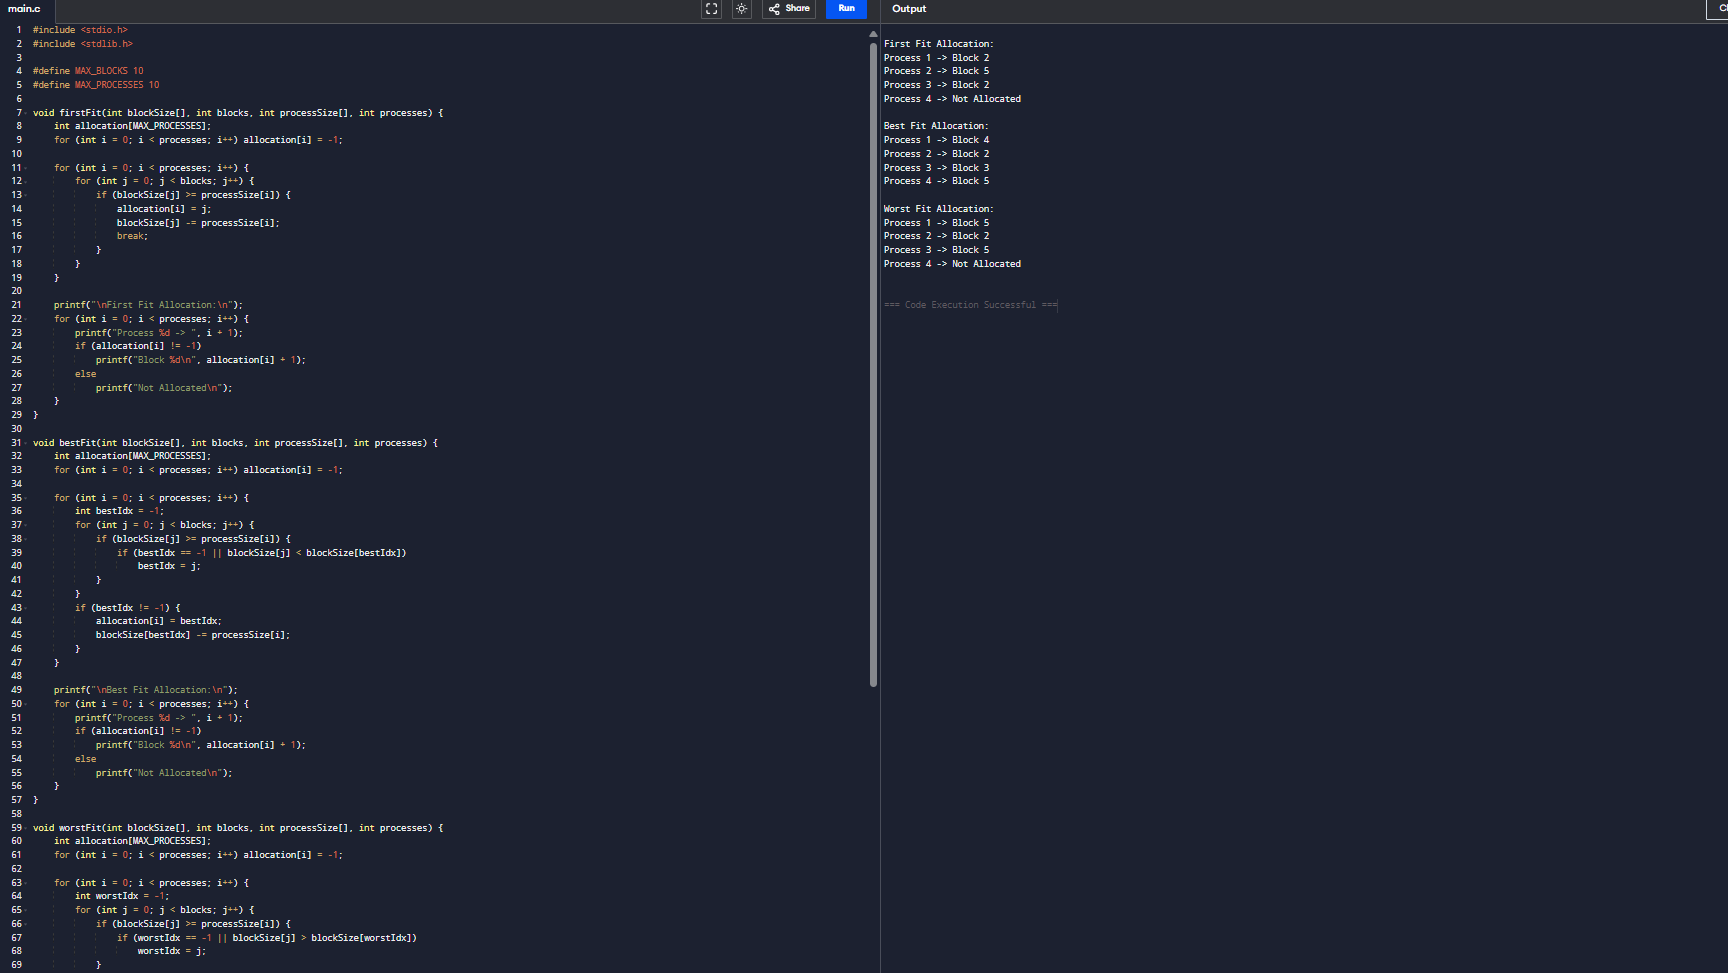 main.c
Share
Run
Output
1 #include <stdio.h>
2 #include <stdlib.h>
3
4 #define MAX_BLOCKS 10
5 #define MAX_PROCESSES 10
6
7 void firstFit(int blockSize[], int blocks, int processSize[], int processes) {
8     int allocation[MAX_PROCESSES];
9     for (int i = 0; i < processes; i++) allocation[i] = -1;
10
11     for (int i = 0; i < processes; i++) {
12         for (int j = 0; j < blocks; j++) {
13             if (blockSize[j] >= processSize[i]) {
14                 allocation[i] = j;
15                 blockSize[j] -= processSize[i];
16                 break;
17             }
18         }
19     }
20
21     printf("\nFirst Fit Allocation:\n");
22     for (int i = 0; i < processes; i++) {
23         printf("Process %d -> ", i + 1);
24         if (allocation[i] != -1)
25             printf("Block %d\n", allocation[i] + 1);
26         else
27             printf("Not Allocated\n");
28     }
29 }
30
31 void bestFit(int blockSize[], int blocks, int processSize[], int processes) {
32     int allocation[MAX_PROCESSES];
33     for (int i = 0; i < processes; i++) allocation[i] = -1;
34
35     for (int i = 0; i < processes; i++) {
36         int bestIdx = -1;
37         for (int j = 0; j < blocks; j++) {
38             if (blockSize[j] >= processSize[i]) {
39                 if (bestIdx == -1 || blockSize[j] < blockSize[bestIdx])
40                     bestIdx = j;
41             }
42         }
43         if (bestIdx != -1) {
44             allocation[i] = bestIdx;
45             blockSize[bestIdx] -= processSize[i];
46         }
47     }
48
49     printf("\nBest Fit Allocation:\n");
50     for (int i = 0; i < processes; i++) {
51         printf("Process %d -> ", i + 1);
52         if (allocation[i] != -1)
53             printf("Block %d\n", allocation[i] + 1);
54         else
55             printf("Not Allocated\n");
56     }
57 }
58
59 void worstFit(int blockSize[], int blocks, int processSize[], int processes) {
60     int allocation[MAX_PROCESSES];
61     for (int i = 0; i < processes; i++) allocation[i] = -1;
62
63     for (int i = 0; i < processes; i++) {
64         int worstIdx = -1;
65         for (int j = 0; j < blocks; j++) {
66             if (blockSize[j] >= processSize[i]) {
67                 if (worstIdx == -1 || blockSize[j] > blockSize[worstIdx])
68                     worstIdx = j;
69             }
First Fit Allocation:
Process 1 -> Block 2
Process 2 -> Block 5
Process 3 -> Block 2
Process 4 -> Not Allocated

Best Fit Allocation:
Process 1 -> Block 4
Process 2 -> Block 2
Process 3 -> Block 3
Process 4 -> Block 5

Worst Fit Allocation:
Process 1 -> Block 5
Process 2 -> Block 2
Process 3 -> Block 5
Process 4 -> Not Allocated

=== Code Execution Successful ===